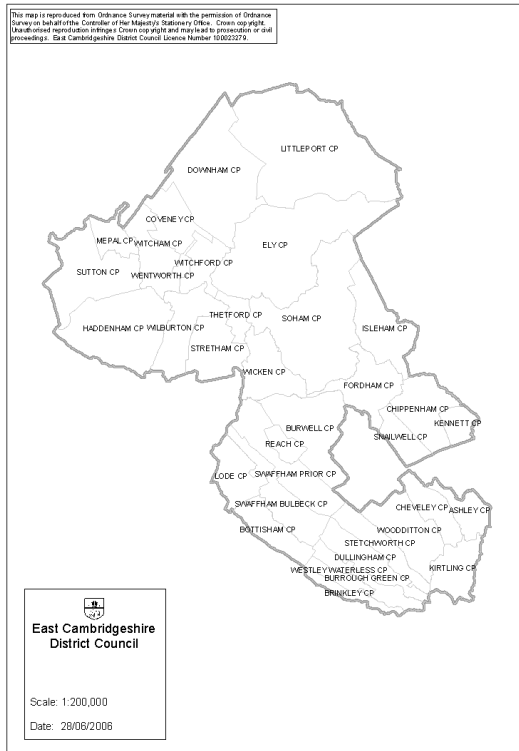 This map is reproduced from Ordnance Survey material with the permission of Ordnance
Survey on behalf of the Controller of Her Majesty's Stationery Office. Crown copyright.
Unauthorised reproduction infringes Crown copyright and may lead to prosecution or civil
proceedings. East Cambridgeshire District Council Licence Number 100023279.
LITTLEPORT CP
DOWNHAM CP
COVENEY CP
MEPAL CP
WITCHAM CP
ELY CP
WITCHFORD CP
SUTTON CP
WENTWORTH CP
THETFORD CP
SOHAM CP
HADDENHAM CP
WILBURTON CP
ISLEHAM CP
STRETHAM CP
WICKEN CP
FORDHAM CP
CHIPPENHAM CP
KENNETT CP
BURWELL CP
SNAILWELL CP
REACH CP
LODE CP
SWAFFHAM PRIOR CP
SWAFFHAM BULBECK CP
CHEVELEY CP
ASHLEY CP
BOTTISHAM CP
WOODDITTON CP
STETCHWORTH CP
DULLINGHAM CP
WESTLEY WATERLESS CP
KIRTLING CP
BURROUGH GREEN CP
BRINKLEY CP
East Cambridgeshire
District Council
Scale: 1:200,000
Date: 28/06/2006